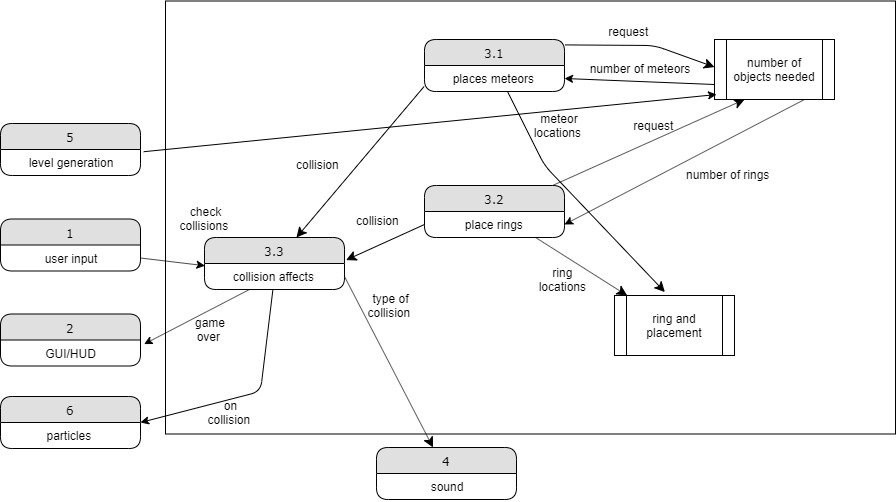 3.1
places meteors
request
number of meteors
number of
objects needed
5
level generation
meteor
locations
request
number of rings
collision
3.2
place rings
check
collisions
collision
1
user input
3.3
collision affects
ring
locations
type of
collision
ring and
placement
2
GUI/HUD
game
over
6
particles
on
collision
4
sound